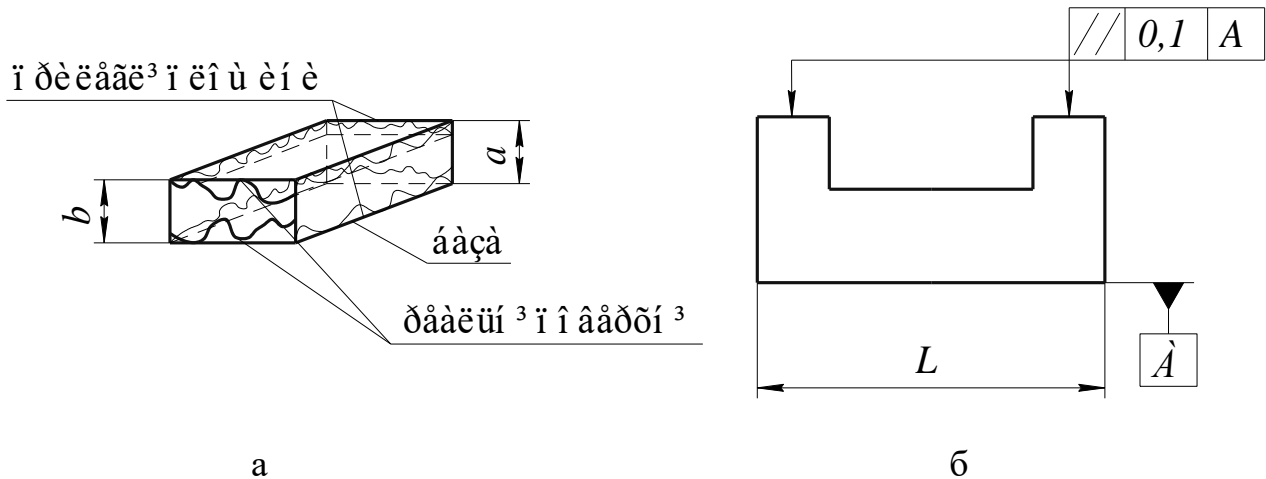 // 0,1 A
ï ðèëåãë³ ï ëîù èí è
a
b
áàçà
ðåàëüí ³ ï î âåðõí ³
L
À
а
б